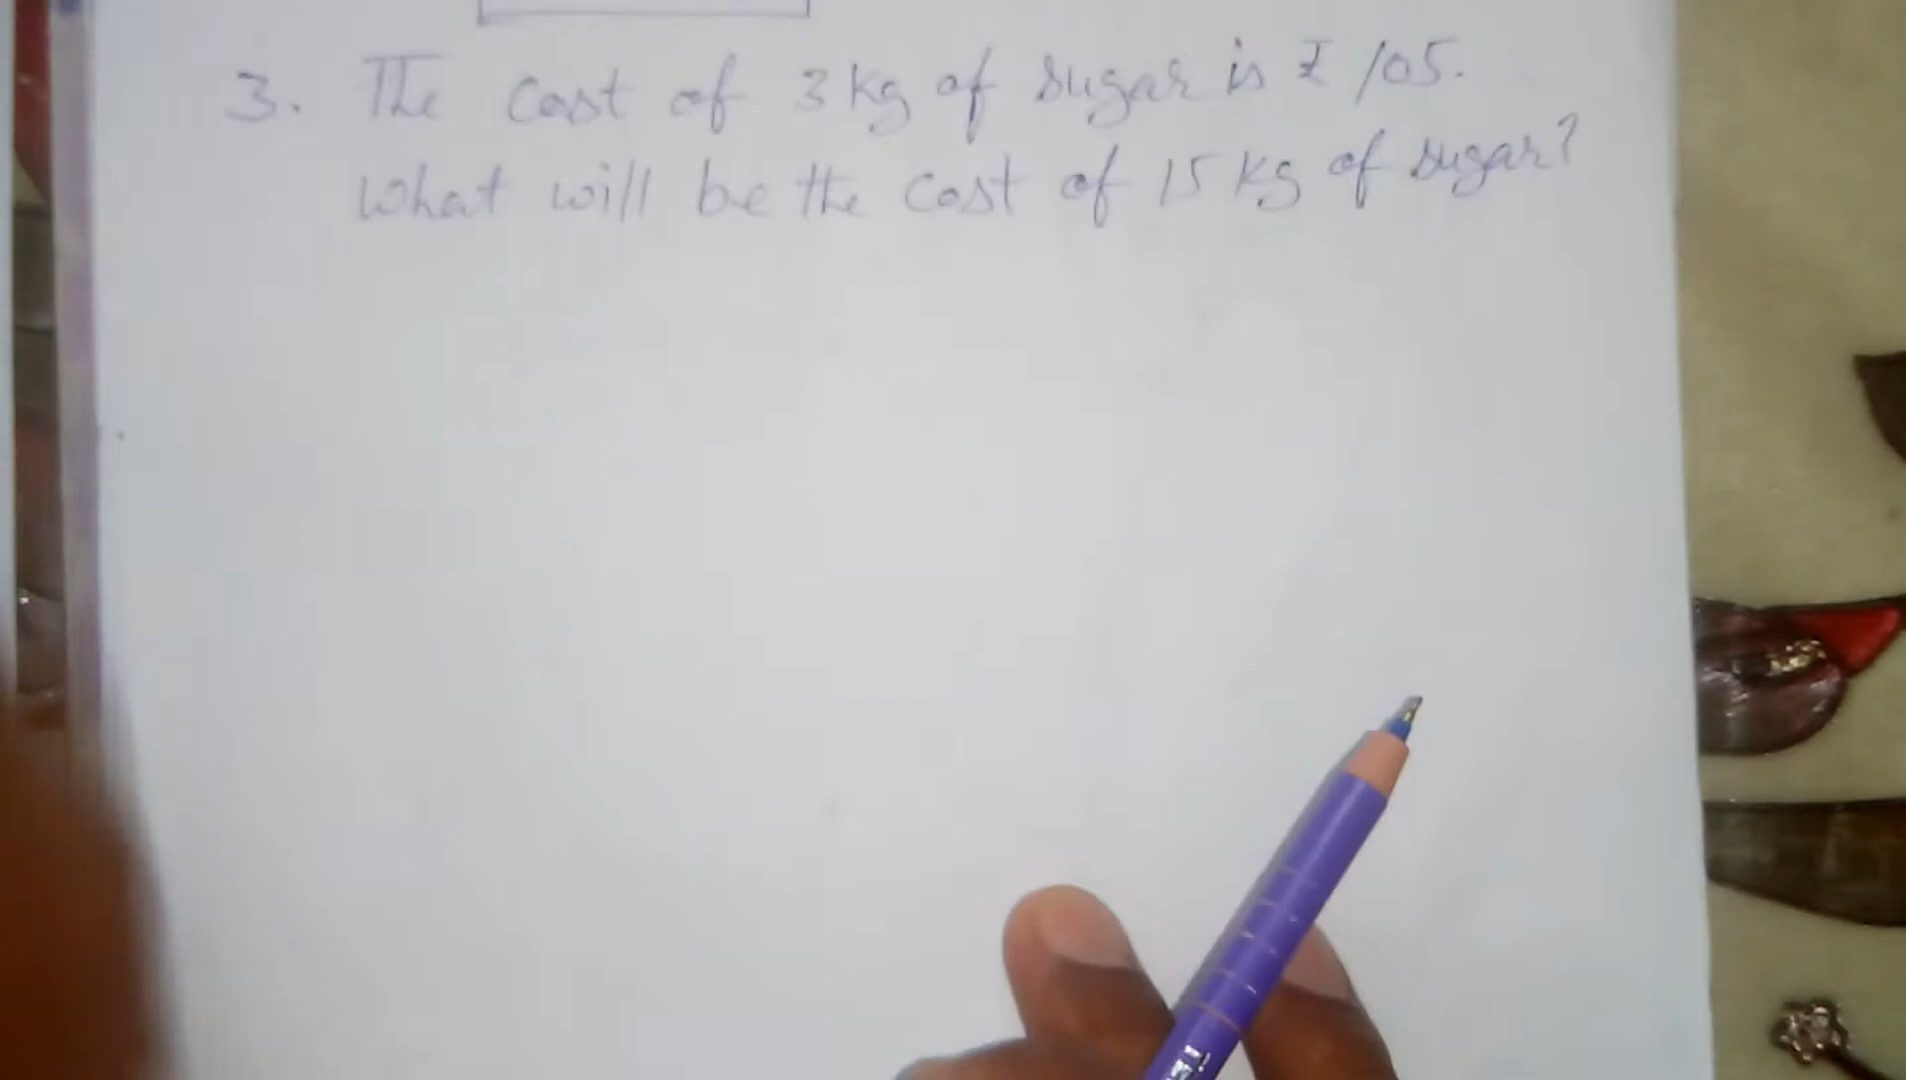 3. The cost of 3 kg of sugar is ₹ 105.
What will be the cost of 15 kg of sugar?